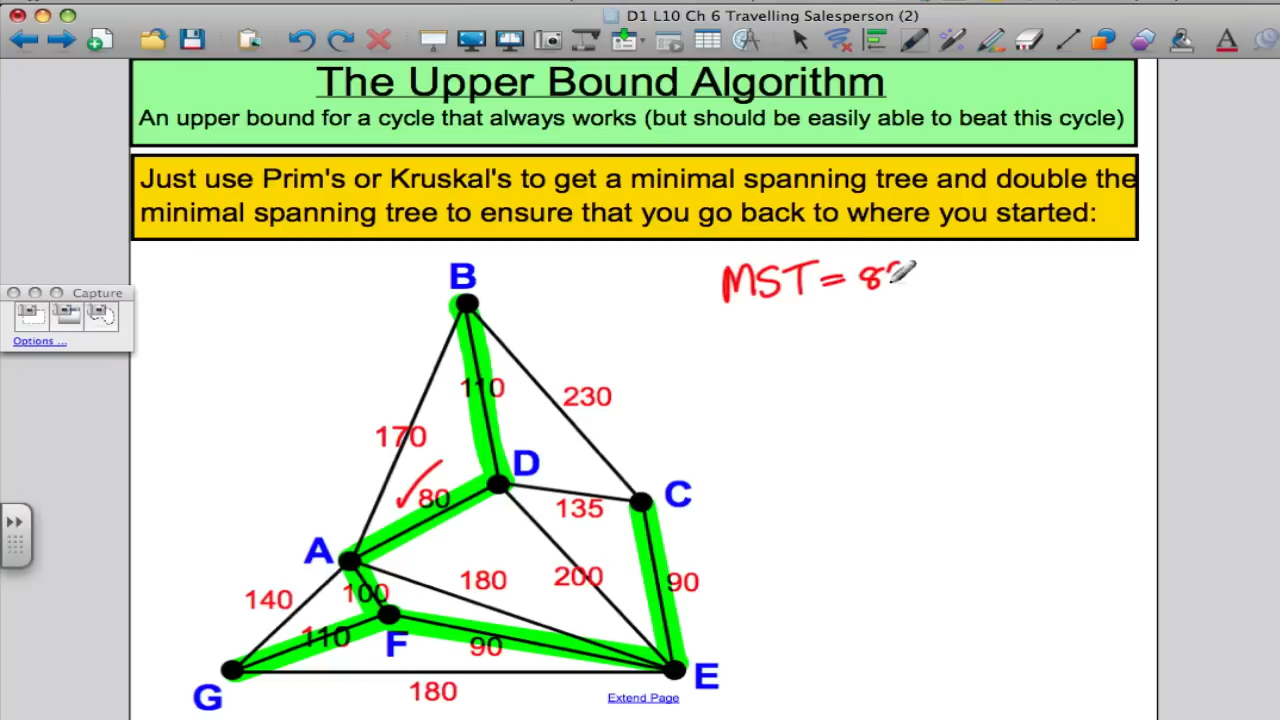 D1 L10 Ch 6 Travelling Salesperson (2)
The Upper Bound Algorithm
An upper bound for a cycle that always works (but should be easily able to beat this cycle)
Just use Prim's or Kruskal's to get a minimal spanning tree and double the
minimal spanning tree to ensure that you go back to where you started:
MST = 8
Capture
Options ...
B
110
230
170
D
80
C
135
A
180
200
90
140
100
110
F
90
G
180
E
Extend Page